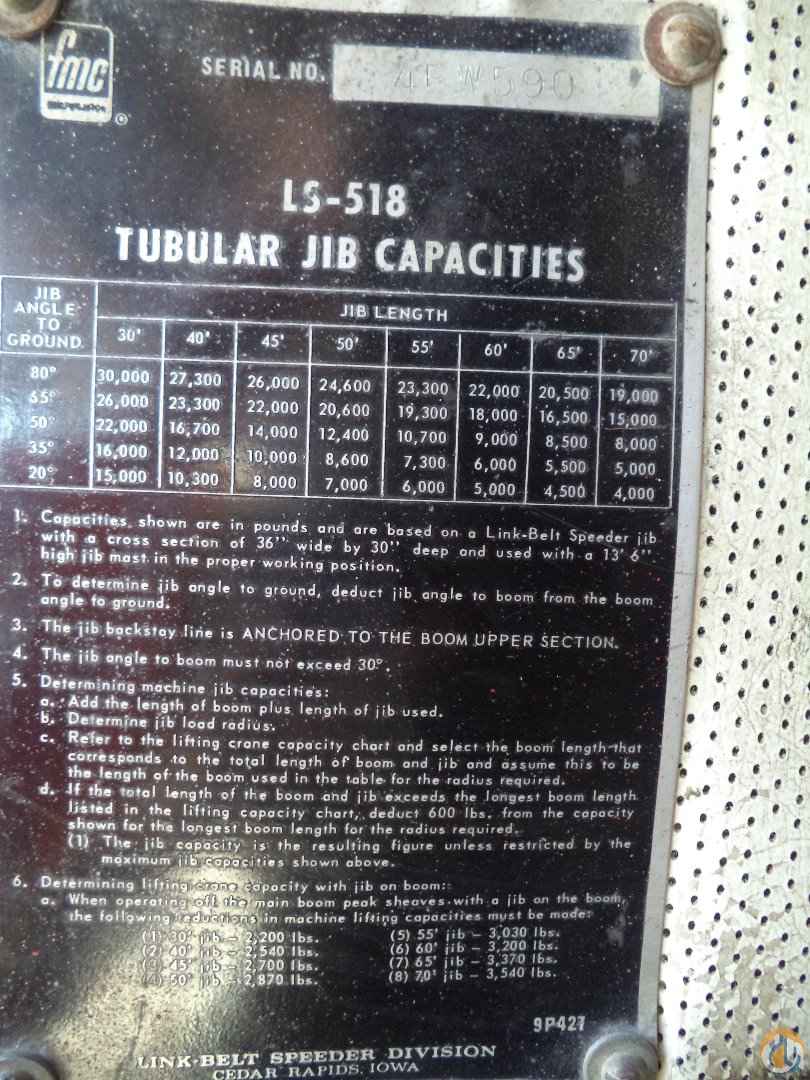 fmc
®
SERIAL NO. 4EW590
LS-518
TUBULAR JIB CAPACITIES
JIB ANGLE TO GROUND JIB LENGTH
30' 40' 45' 50' 55' 60' 65' 70'
80° 30,000 27,300 26,000 24,600 23,300 22,000 20,500 19,000
65° 26,000 23,300 22,000 20,600 19,300 18,000 16,500 15,000
50° 22,000 16,700 14,000 12,400 10,700 9,000 8,500 8,000
35° 16,000 12,000 10,000 8,600 7,300 6,000 5,500 5,000
20° 15,000 10,300 8,000 7,000 6,000 5,000 4,500 4,000
1. Capacities shown are in pounds and are based on a Link-Belt Speeder jib
with a cross section of 36'' wide by 30'' deep and used with a 13' 6''
high jib mast in the proper working position.
2. To determine jib angle to ground, deduct jib angle to boom from the boom
angle to ground.
3. The jib backstay line is ANCHORED TO THE BOOM UPPER SECTION.
4. The jib angle to boom must not exceed 30°.
5. Determining machine jib capacities:
a. Add the length of boom plus length of jib used.
b. Determine jib load radius.
c. Refer to the lifting crane capacity chart and select the boom length that
corresponds to the total length of boom and jib and assume this to be
the length of the boom used in the table for the radius required.
d. If the total length of the boom and jib exceeds the longest boom length
listed in the lifting capacity chart, deduct 600 lbs. from the capacity
shown for the longest boom length for the radius required.
(1) The jib capacity is the resulting figure unless restricted by the
maximum jib capacities shown above.
6. Determining lifting crane capacity with jib on boom:
a. When operating off the main boom peak sheaves with a jib on the boom,
the following reductions in machine lifting capacities must be made:
(1) 30' jib – 2,200 lbs. (5) 55' jib – 3,030 lbs.
(2) 40' jib – 2,540 lbs. (6) 60' jib – 3,200 lbs.
(3) 45' jib – 2,700 lbs. (7) 65' jib – 3,370 lbs.
(4) 50' jib – 2,870 lbs. (8) 70' jib – 3,540 lbs.
9P427
LINK-BELT SPEEDER DIVISION
CEDAR RAPIDS, IOWA